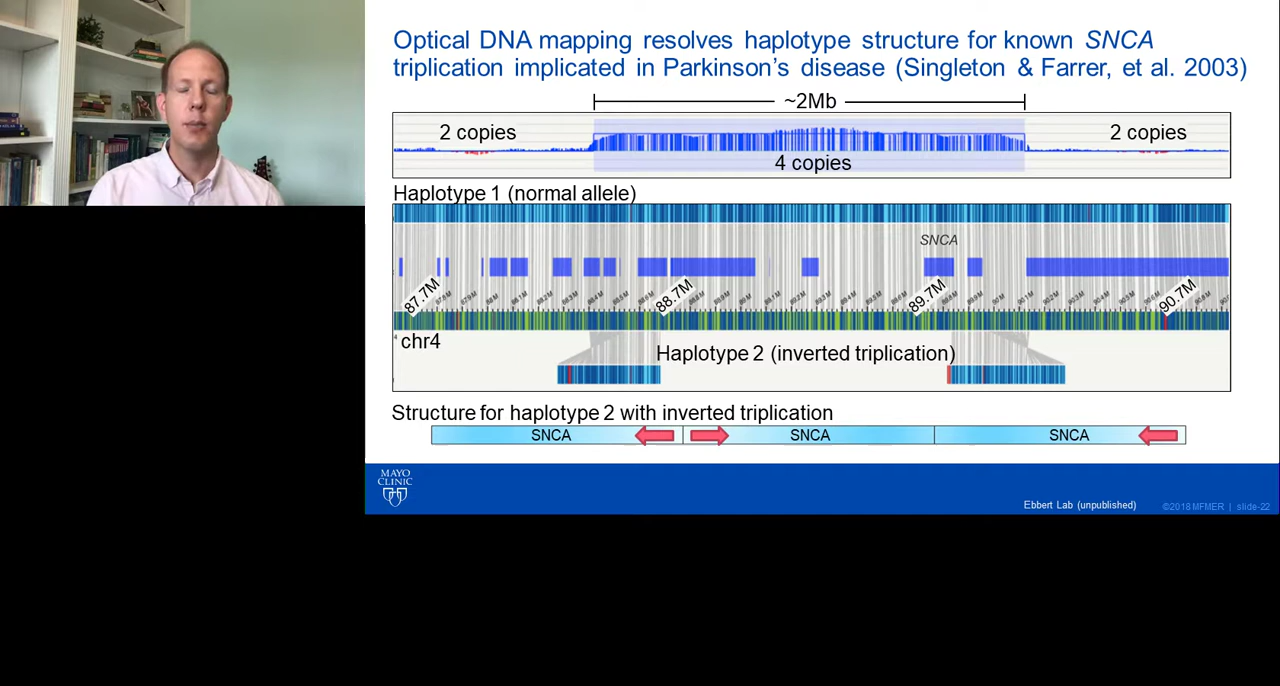 Optical DNA mapping resolves haplotype structure for known SNCA
triplication implicated in Parkinson's disease (Singleton & Farrer, et al. 2003)
~2Mb
2 copies
2 copies
4 copies
Haplotype 1 (normal allele)
SNCA
87.7M
88.7M
89.7M
90.7M
chr4
Haplotype 2 (inverted triplication)
Structure for haplotype 2 with inverted triplication
SNCA SNCA SNCA
MAYO
CLINIC
Ebbert Lab (unpublished)
©2018 MFMER | slide-22